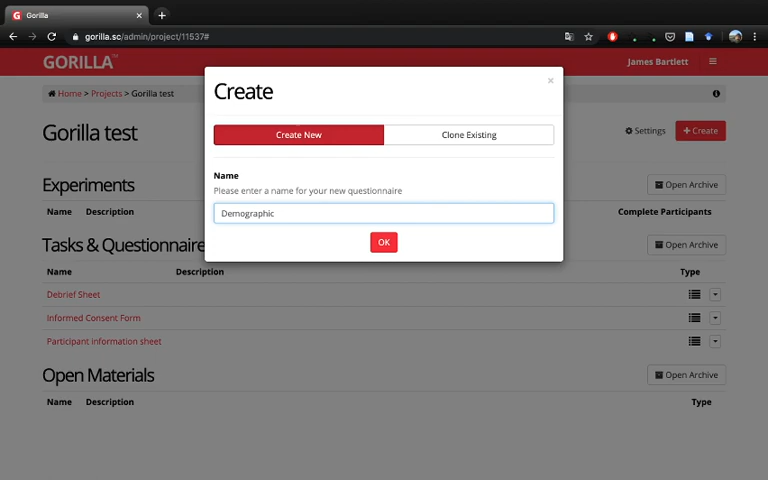 Gorilla
gorilla.sc/admin/project/11537#
GORILLA™
James Bartlett
Home > Projects > Gorilla test
Gorilla test
Settings
+ Create
Create
Create New
Clone Existing
Name
Please enter a name for your new questionnaire
Demographic
OK
Experiments
Open Archive
Name Description Complete Participants
Tasks & Questionnaire
Open Archive
Name Description Type
Debrief Sheet
Informed Consent Form
Participant information sheet
Open Materials
Open Archive
Name Description Type